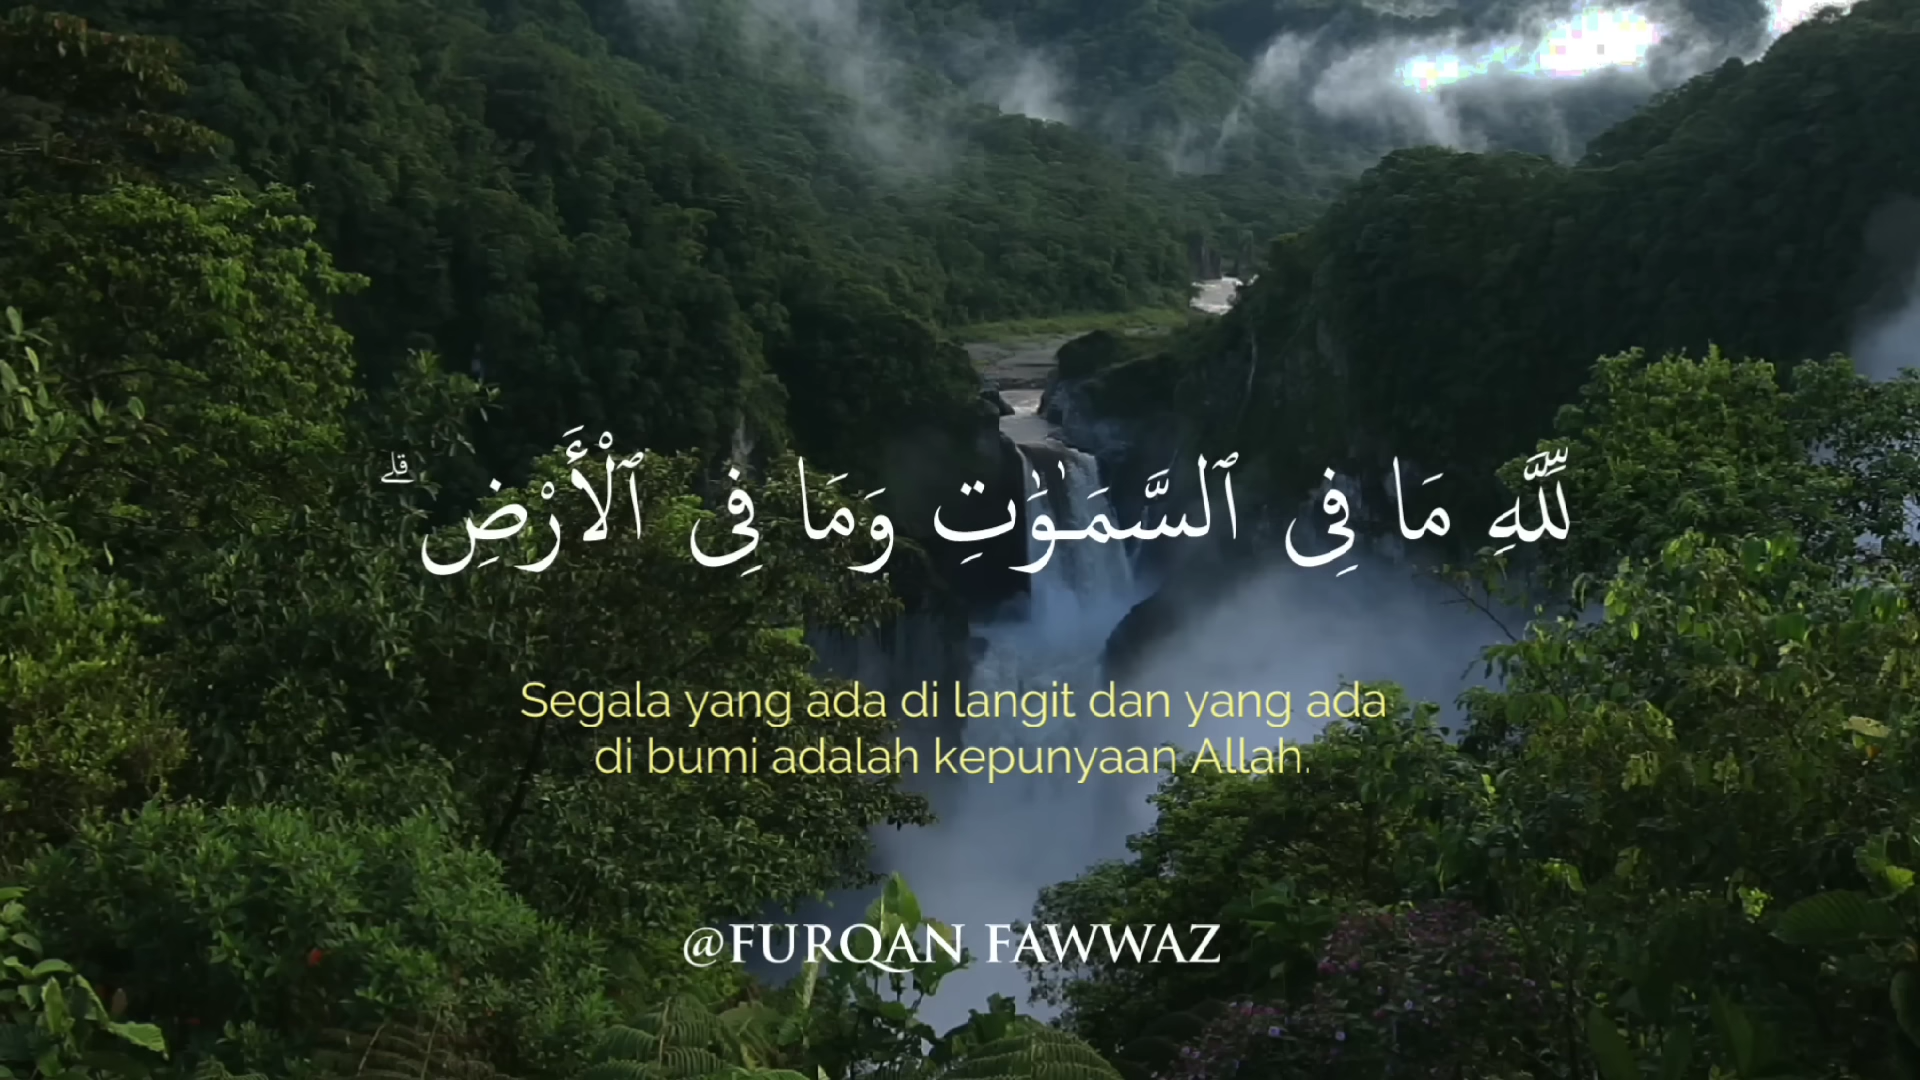 لِّلَّهِ مَا فِى ٱلسَّمَـٰوَٰتِ وَمَا فِى ٱلْأَرْضِ ۗ
Segala yang ada di langit dan yang ada
di bumi adalah kepunyaan Allah.
@FURQAN FAWWAZ